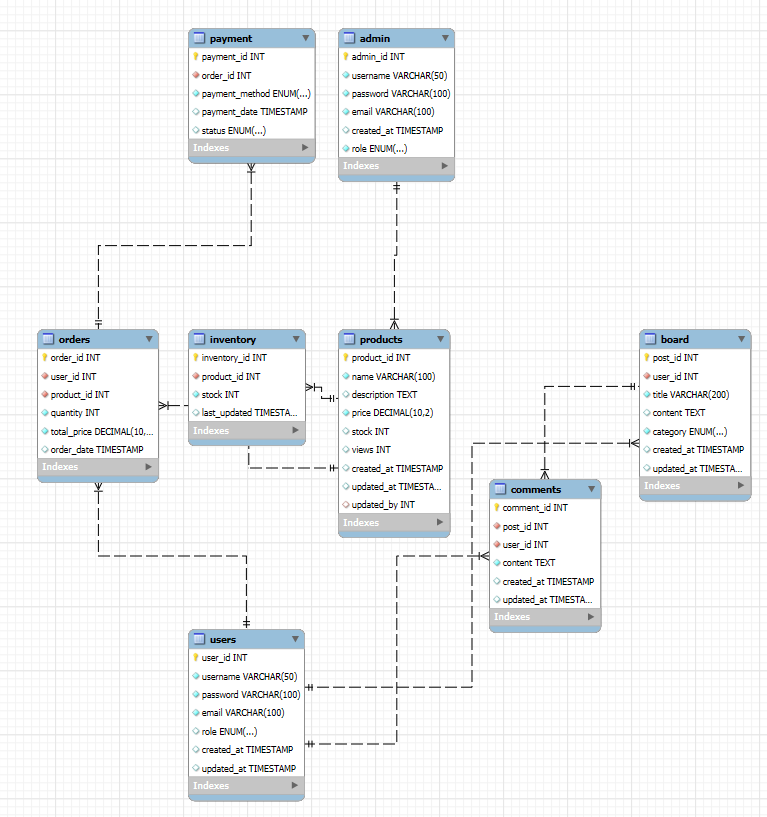 payment
payment_id INT
order_id INT
payment_method ENUM(...)
payment_date TIMESTAMP
status ENUM(...)
Indexes
admin
admin_id INT
username VARCHAR(50)
password VARCHAR(100)
email VARCHAR(100)
created_at TIMESTAMP
role ENUM(...)
Indexes
orders
order_id INT
user_id INT
product_id INT
quantity INT
total_price DECIMAL(10,...
order_date TIMESTAMP
Indexes
inventory
inventory_id INT
product_id INT
stock INT
last_updated TIMESTA...
Indexes
products
product_id INT
name VARCHAR(100)
description TEXT
price DECIMAL(10,2)
stock INT
views INT
created_at TIMESTAMP
updated_at TIMESTA...
updated_by INT
Indexes
board
post_id INT
user_id INT
title VARCHAR(200)
content TEXT
category ENUM(...)
created_at TIMESTAMP
updated_at TIMESTA...
Indexes
comments
comment_id INT
post_id INT
user_id INT
content TEXT
created_at TIMESTAMP
updated_at TIMESTA...
Indexes
users
user_id INT
username VARCHAR(50)
password VARCHAR(100)
email VARCHAR(100)
role ENUM(...)
created_at TIMESTAMP
updated_at TIMESTAMP
Indexes